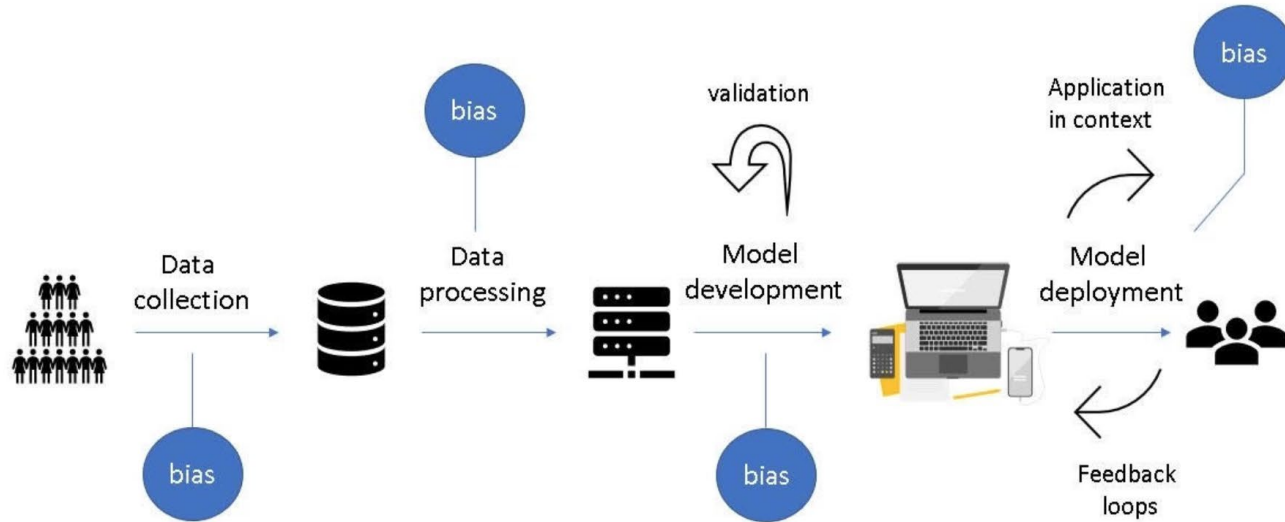 bias
bias
validation
Application
in context
Data
collection
Data
processing
Model
development
Model
deployment
bias
bias
Feedback
loops